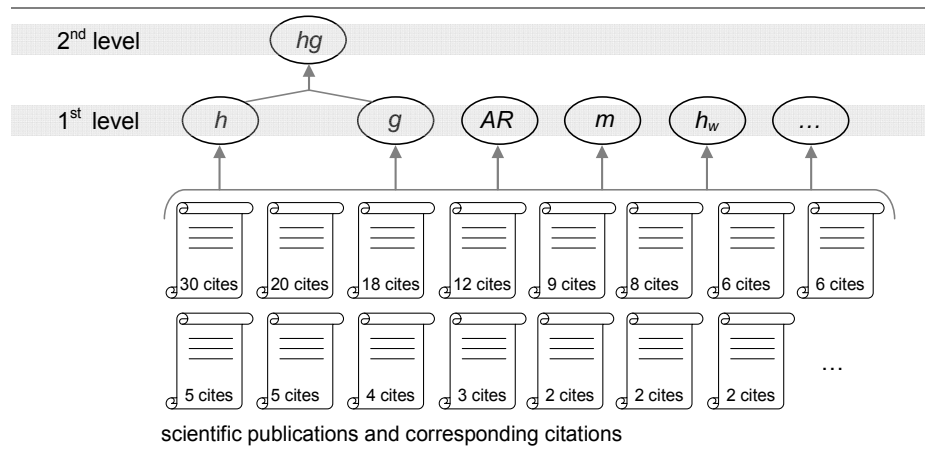 2nd level hg
1st level h g AR m hw ...
30 cites 20 cites 18 cites 12 cites 9 cites 8 cites 6 cites 6 cites
5 cites 5 cites 4 cites 3 cites 2 cites 2 cites 2 cites ...
scientific publications and corresponding citations